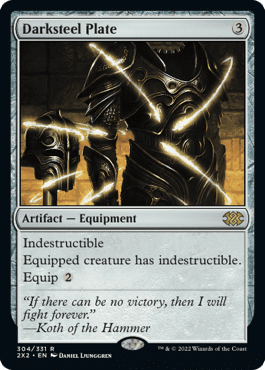 Darksteel Plate 3
Artifact — Equipment
Indestructible
Equipped creature has indestructible.
Equip 2
“If there can be no victory, then I will
fight forever.”
—Koth of the Hammer
304/331 R
2X2 • EN Daniel Ljunggren
™ & © 2022 Wizards of the Coast